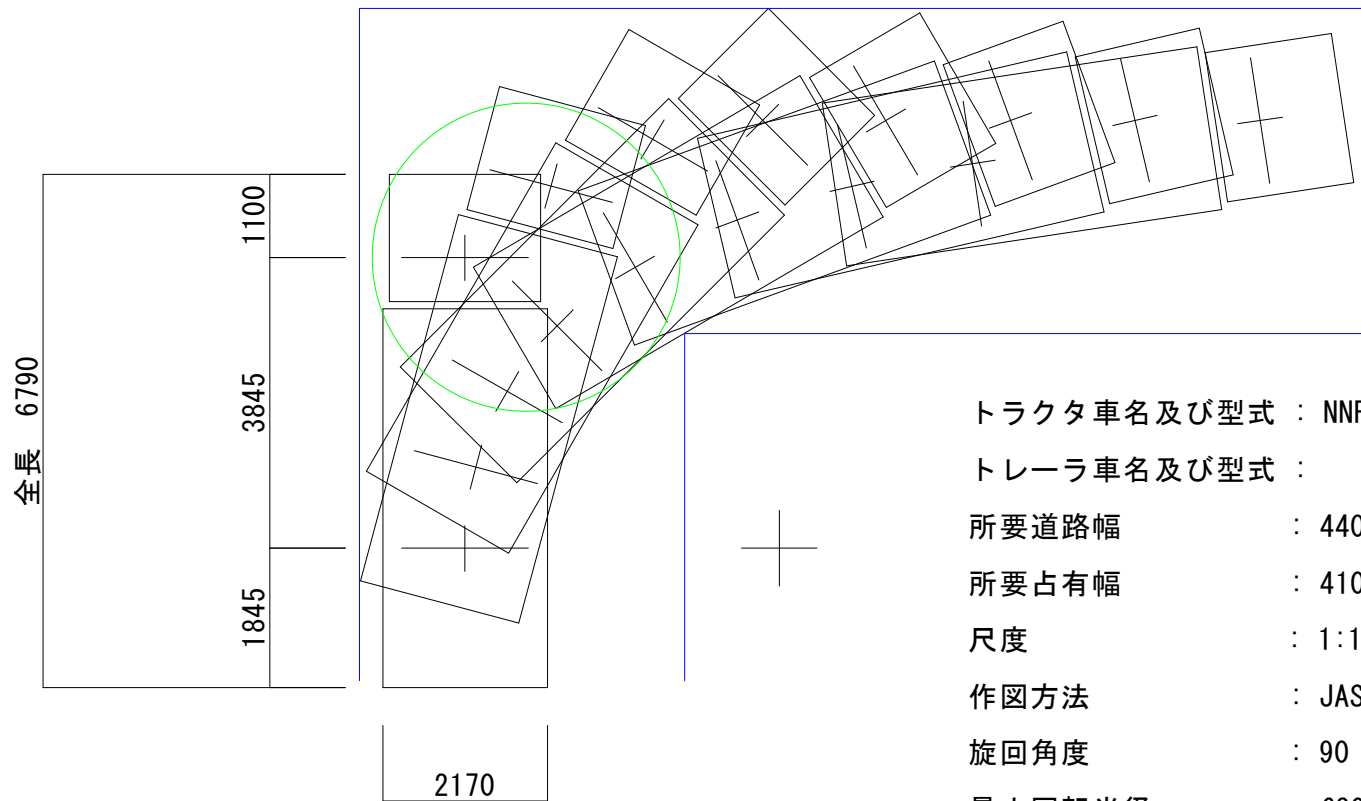 1100
3845
全長 6790
1845
2170
トラクタ車名及び型式 :
トレーラ車名及び型式 :
所要道路幅 : 440
所要占有幅 : 410
尺度 : 1:1
作図方法 : JAS
旋回角度 : 90